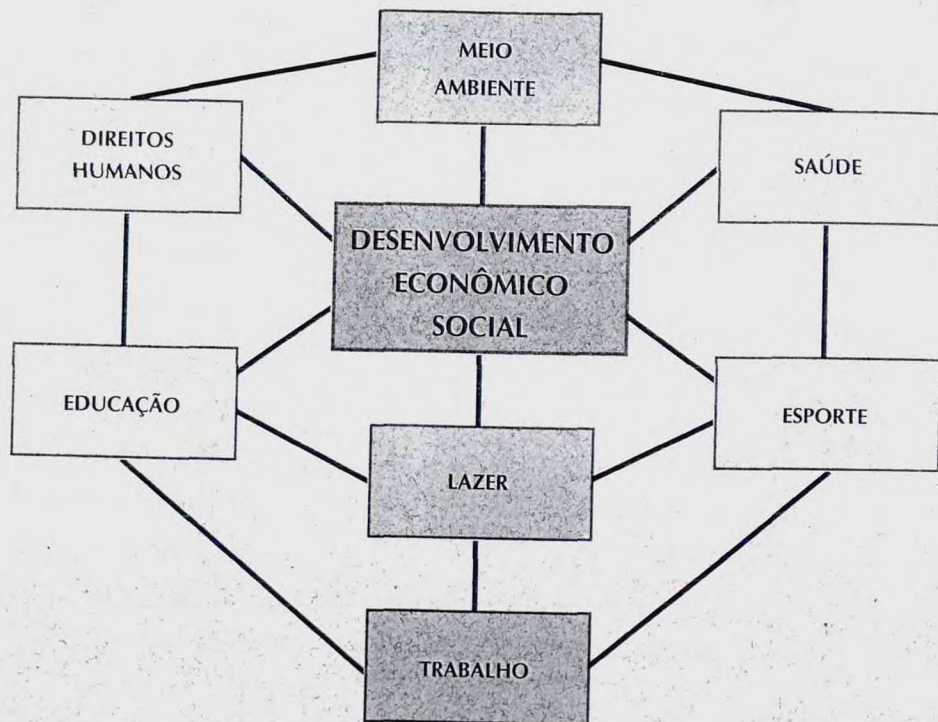 MEIO
AMBIENTE
DIREITOS
HUMANOS
SAÚDE
DESENVOLVIMENTO
ECONÔMICO
SOCIAL
EDUCAÇÃO
ESPORTE
LAZER
TRABALHO